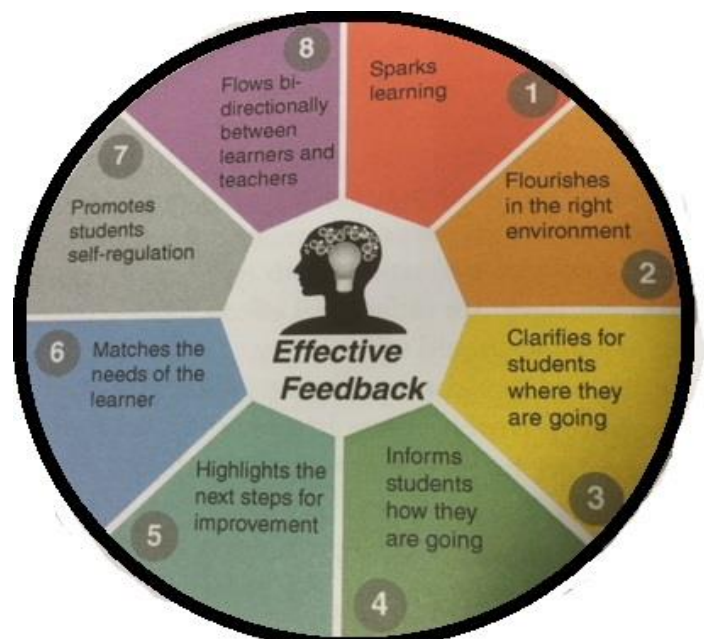 Effective
Feedback
1
Sparks
learning
2
Flourishes
in the right
environment
3
Clarifies for
students
where they
are going
4
Informs
students
how they
are going
5
Highlights the
next steps for
improvement
6
Matches the
needs of the
learner
7
Promotes
students
self-regulation
8
Flows bi-
directionally
between
learners and
teachers